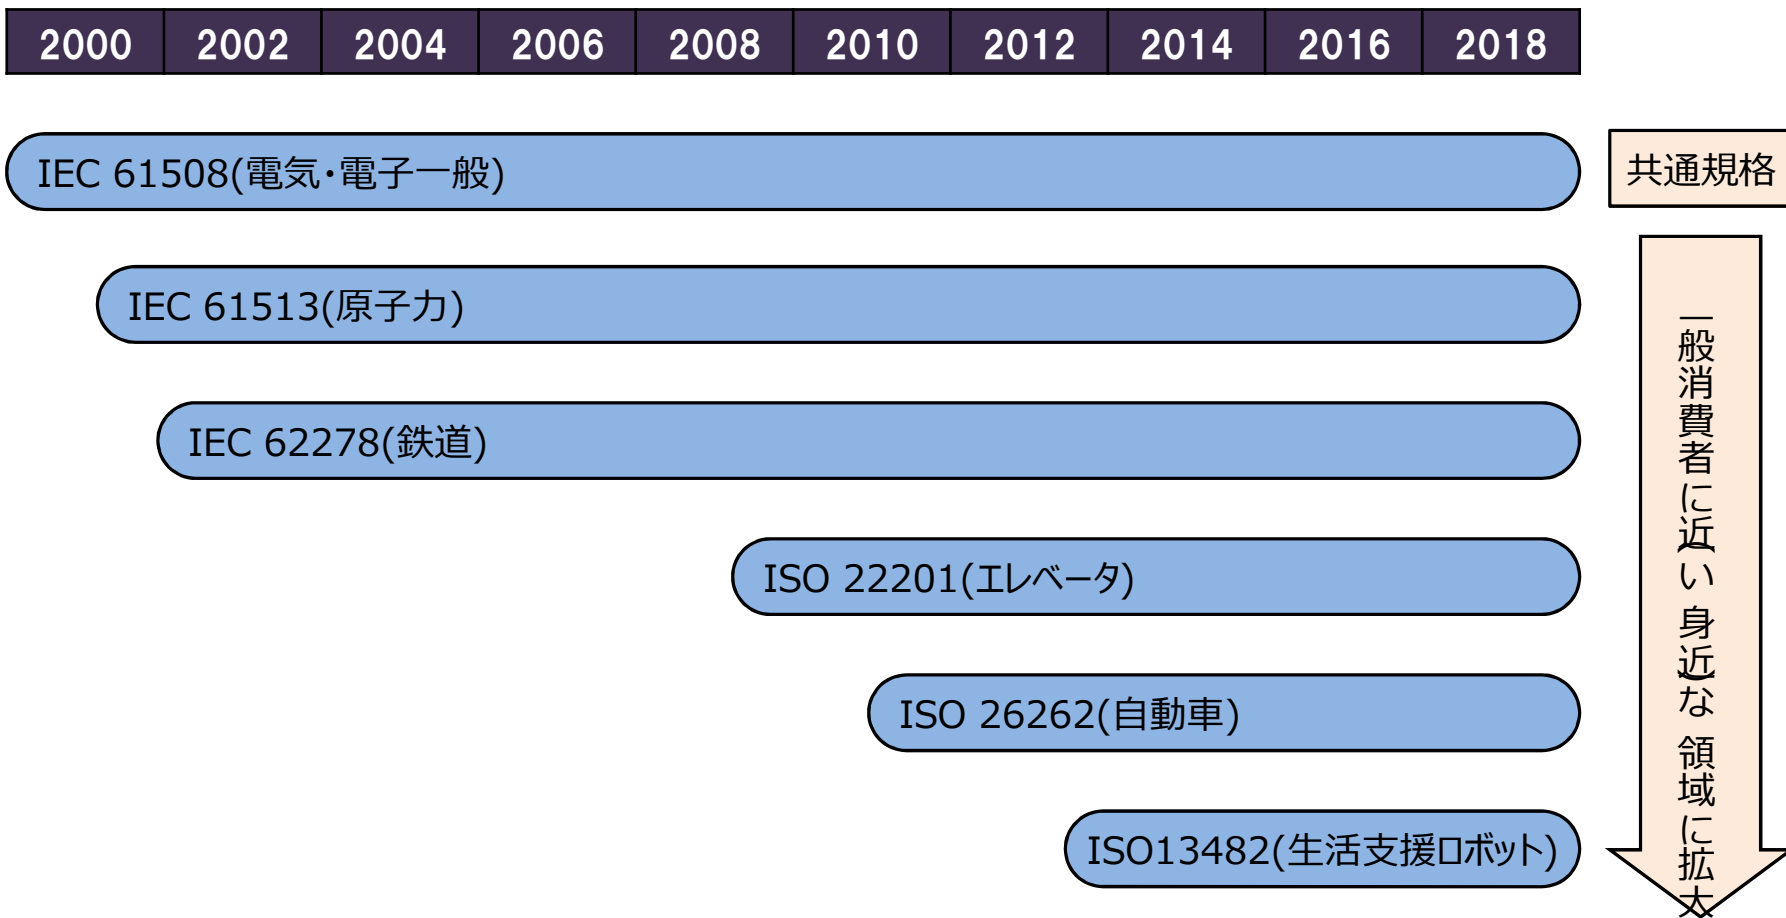 2000 2002 2004 2006 2008 2010 2012 2014 2016 2018
IEC 61508(電気・電子一般)
共通規格
IEC 61513(原子力)
IEC 62278(鉄道)
ISO 22201(エレベータ)
ISO 26262(自動車)
ISO13482(生活支援ロボット)
一般消費者に近い(身近)な領域に拡大